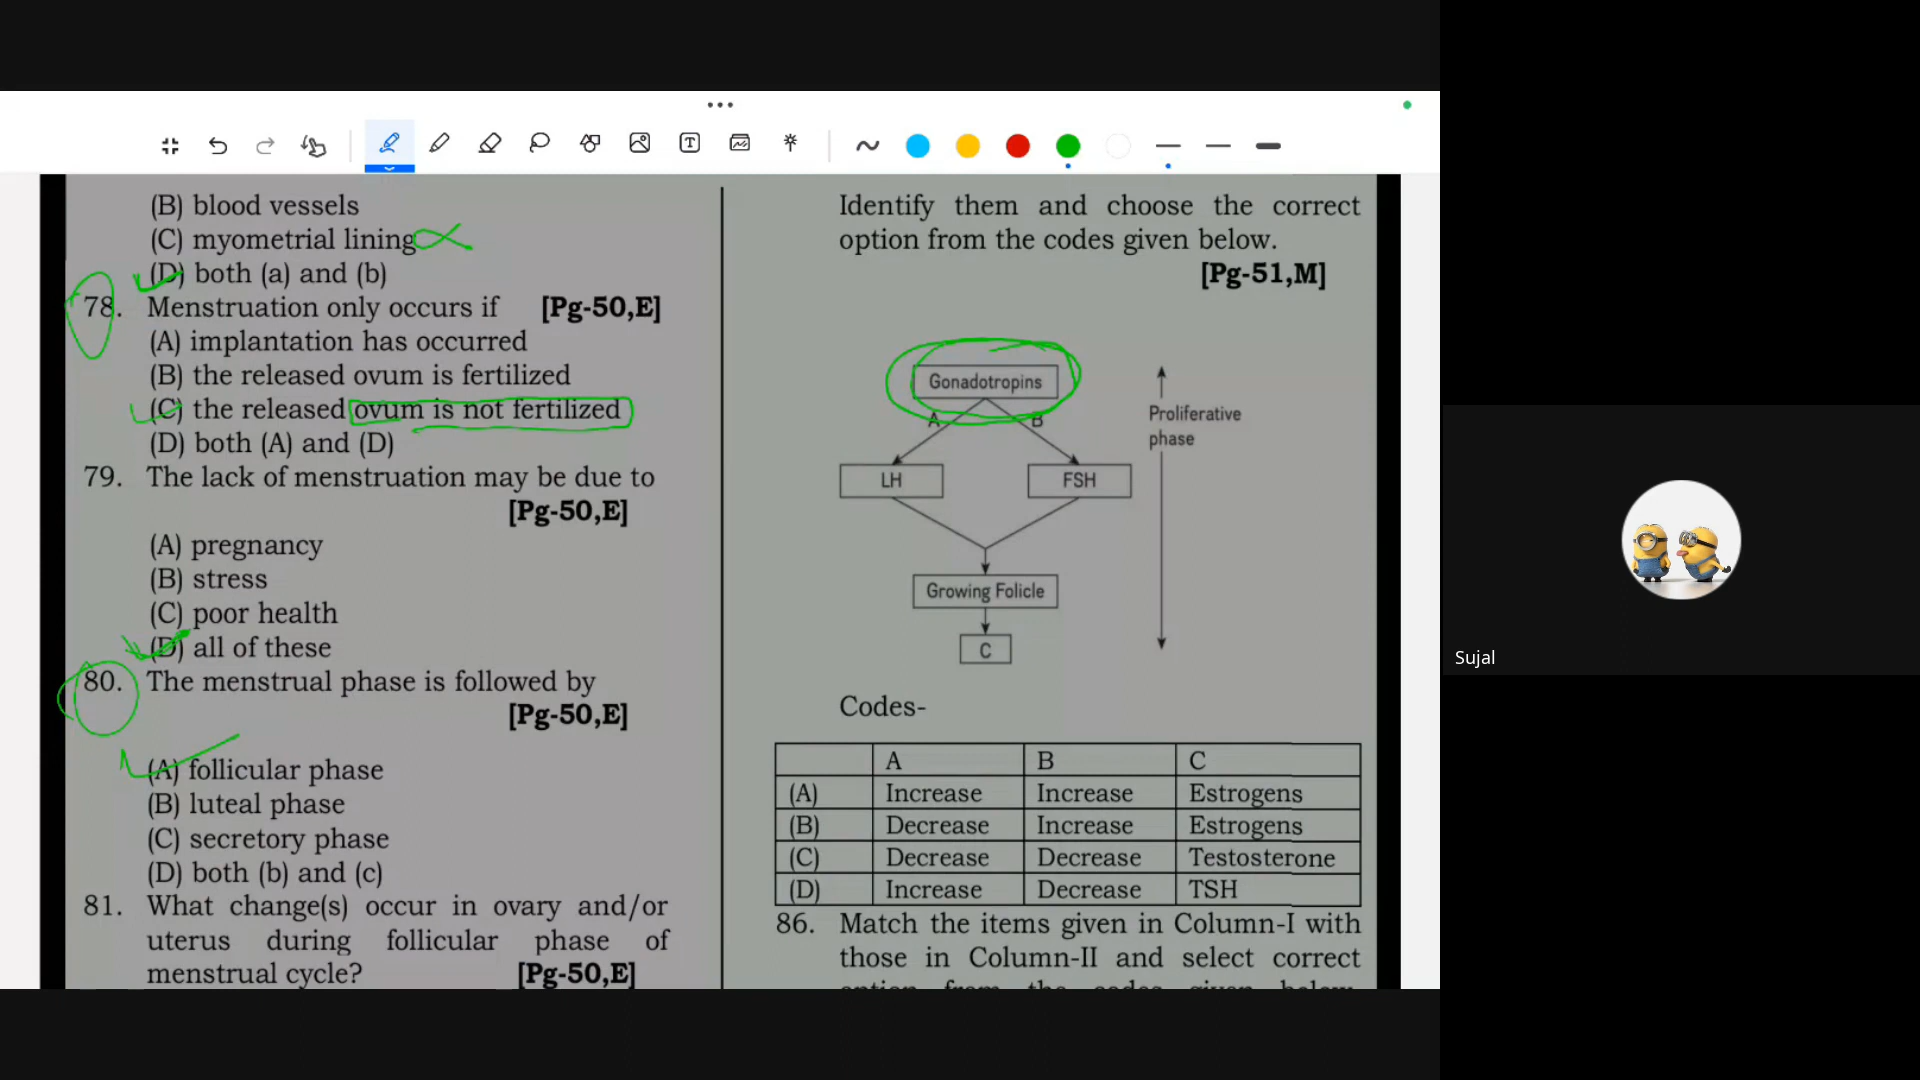 (B) blood vessels
(C) myometrial lining
(D) both (a) and (b)
78. Menstruation only occurs if [Pg-50,E]
(A) implantation has occurred
(B) the released ovum is fertilized
(C) the released ovum is not fertilized
(D) both (A) and (D)
79. The lack of menstruation may be due to
[Pg-50,E]
(A) pregnancy
(B) stress
(C) poor health
(D) all of these
80. The menstrual phase is followed by
[Pg-50,E]
(A) follicular phase
(B) luteal phase
(C) secretory phase
(D) both (b) and (c)
81. What change(s) occur in ovary and/or
uterus during follicular phase of
menstrual cycle? [Pg-50,E]
Identify them and choose the correct
option from the codes given below.
[Pg-51,M]
Gonadotropins
A B
Proliferative
phase
LH FSH
Growing Folicle
C
Codes-
A B C
(A) Increase Increase Estrogens
(B) Decrease Increase Estrogens
(C) Decrease Decrease Testosterone
(D) Increase Decrease TSH
86. Match the items given in Column-I with
those in Column-II and select correct
option from the codes given below.
Sujal